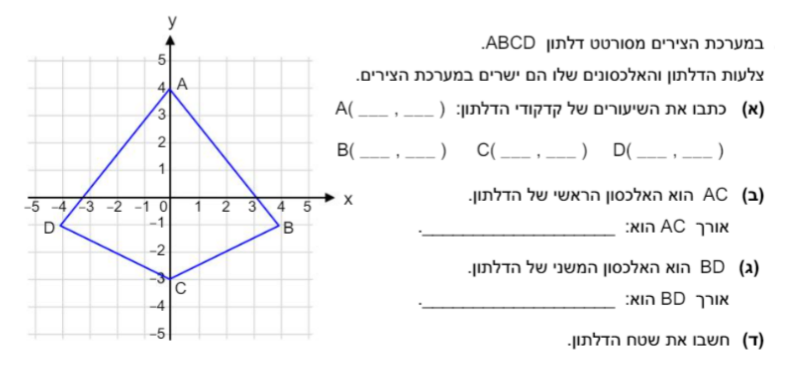 במערכת הצירים מסורטט דלתון ABCD.
צלעות הדלתון והאלכסונים שלו הם ישרים במערכת הצירים.
(א) כתבו את השיעורים של קדקודי הדלתון: A( ___ , ___ )
B( ___ , ___ ) C( ___ , ___ ) D( ___ , ___ )
(ב) AC הוא האלכסון הראשי של הדלתון.
אורך AC הוא: ____________________.
(ג) BD הוא האלכסון המשני של הדלתון.
אורך BD הוא: ____________________.
(ד) חשבו את שטח הדלתון.
y
5
4 A
3
2
1
-5 -4 -3 -2 -1 0 1 2 3 4 5 x
-1
D B
-2
-3
C
-4
-5